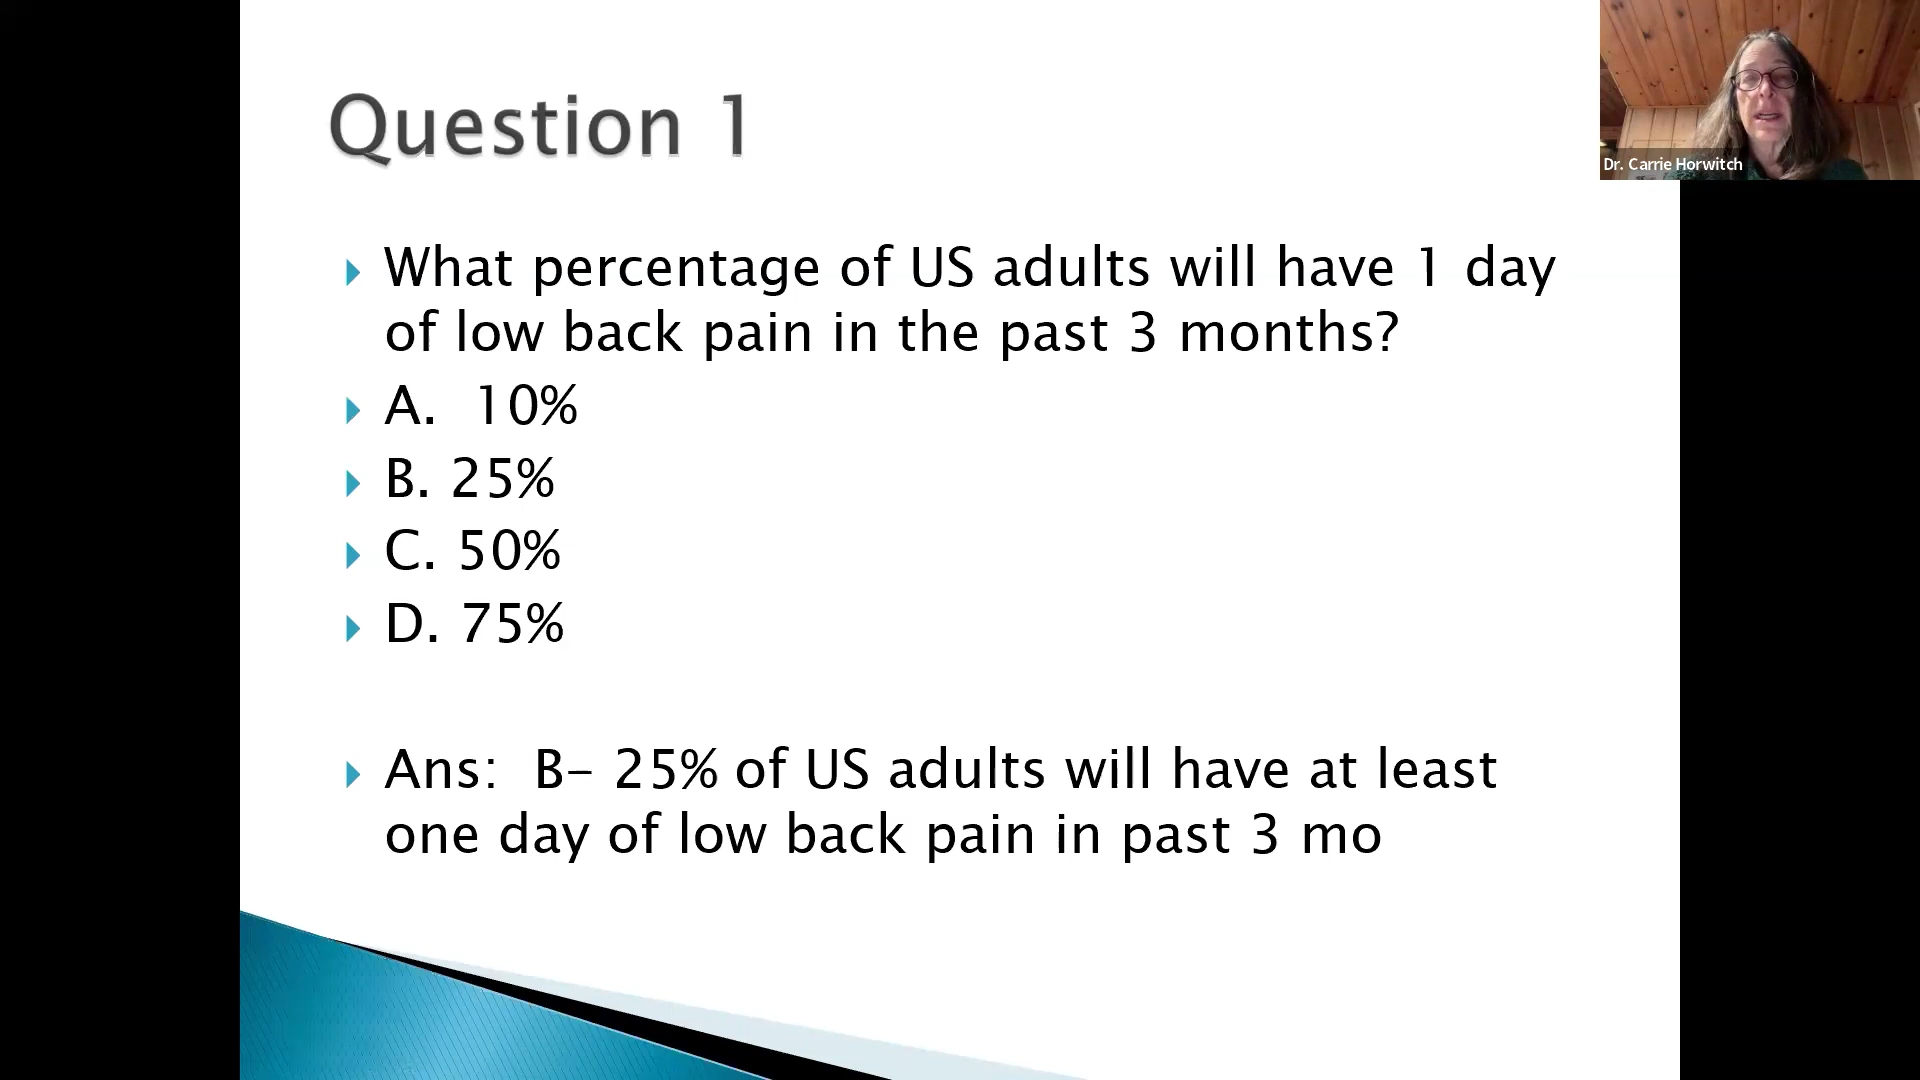 Question 1
Dr. Carrie Horwitch
What percentage of US adults will have 1 day
of low back pain in the past 3 months?
A. 10%
B. 25%
C. 50%
D. 75%
Ans: B- 25% of US adults will have at least
one day of low back pain in past 3 mo